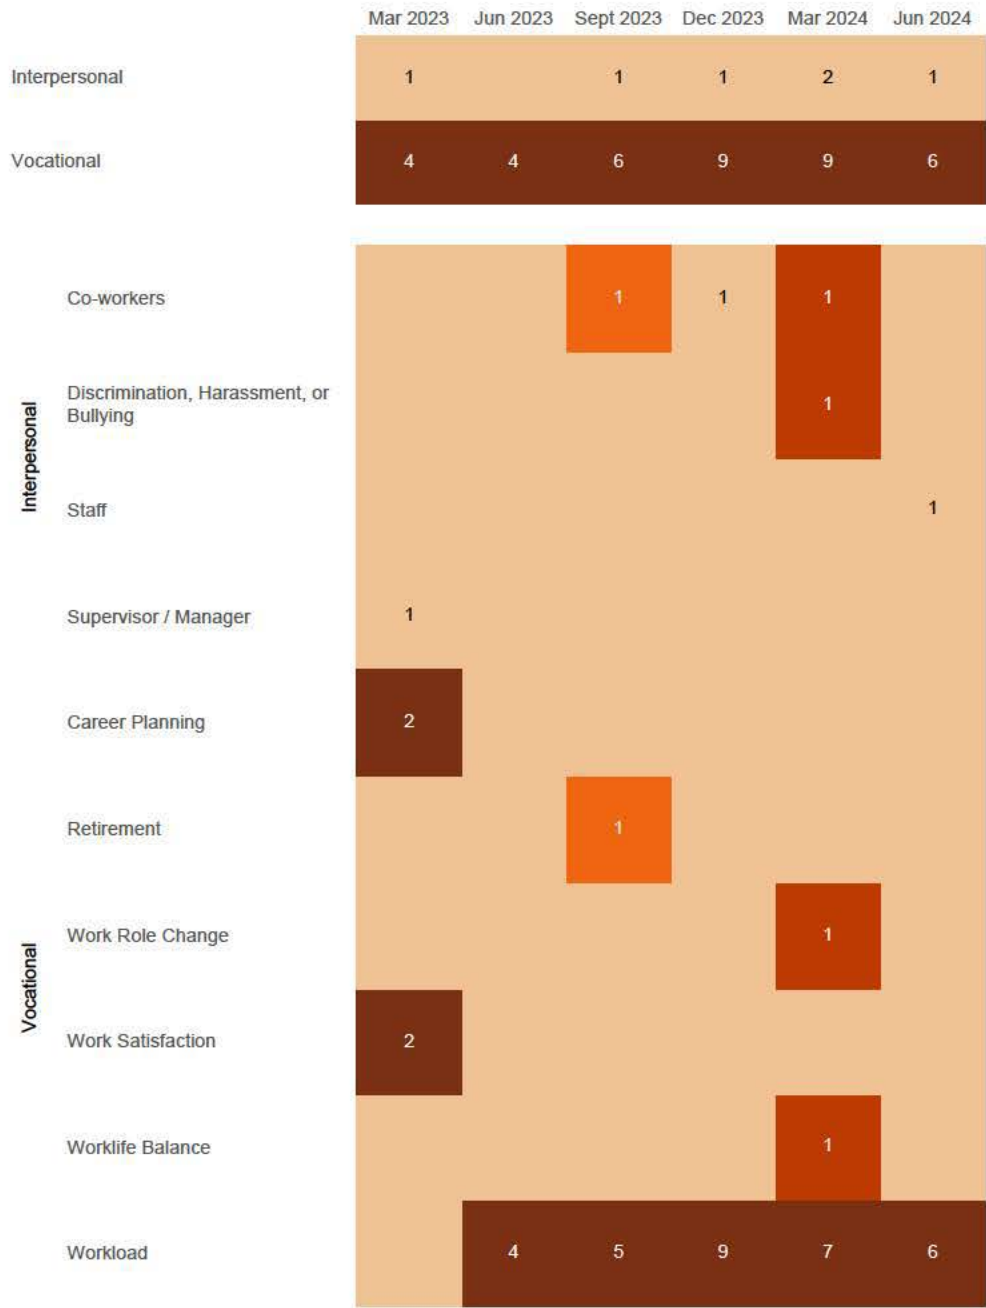 Mar 2023 Jun 2023 Sept 2023 Dec 2023 Mar 2024 Jun 2024
Interpersonal 1 1 1 2 1
Vocational 4 4 6 9 9 6
Interpersonal
Co-workers 1 1 1
Discrimination, Harassment, or
Bullying 1
Staff 1
Supervisor / Manager 1
Vocational
Career Planning 2
Retirement 1
Work Role Change 1
Work Satisfaction 2
Worklife Balance 1
Workload 4 5 9 7 6